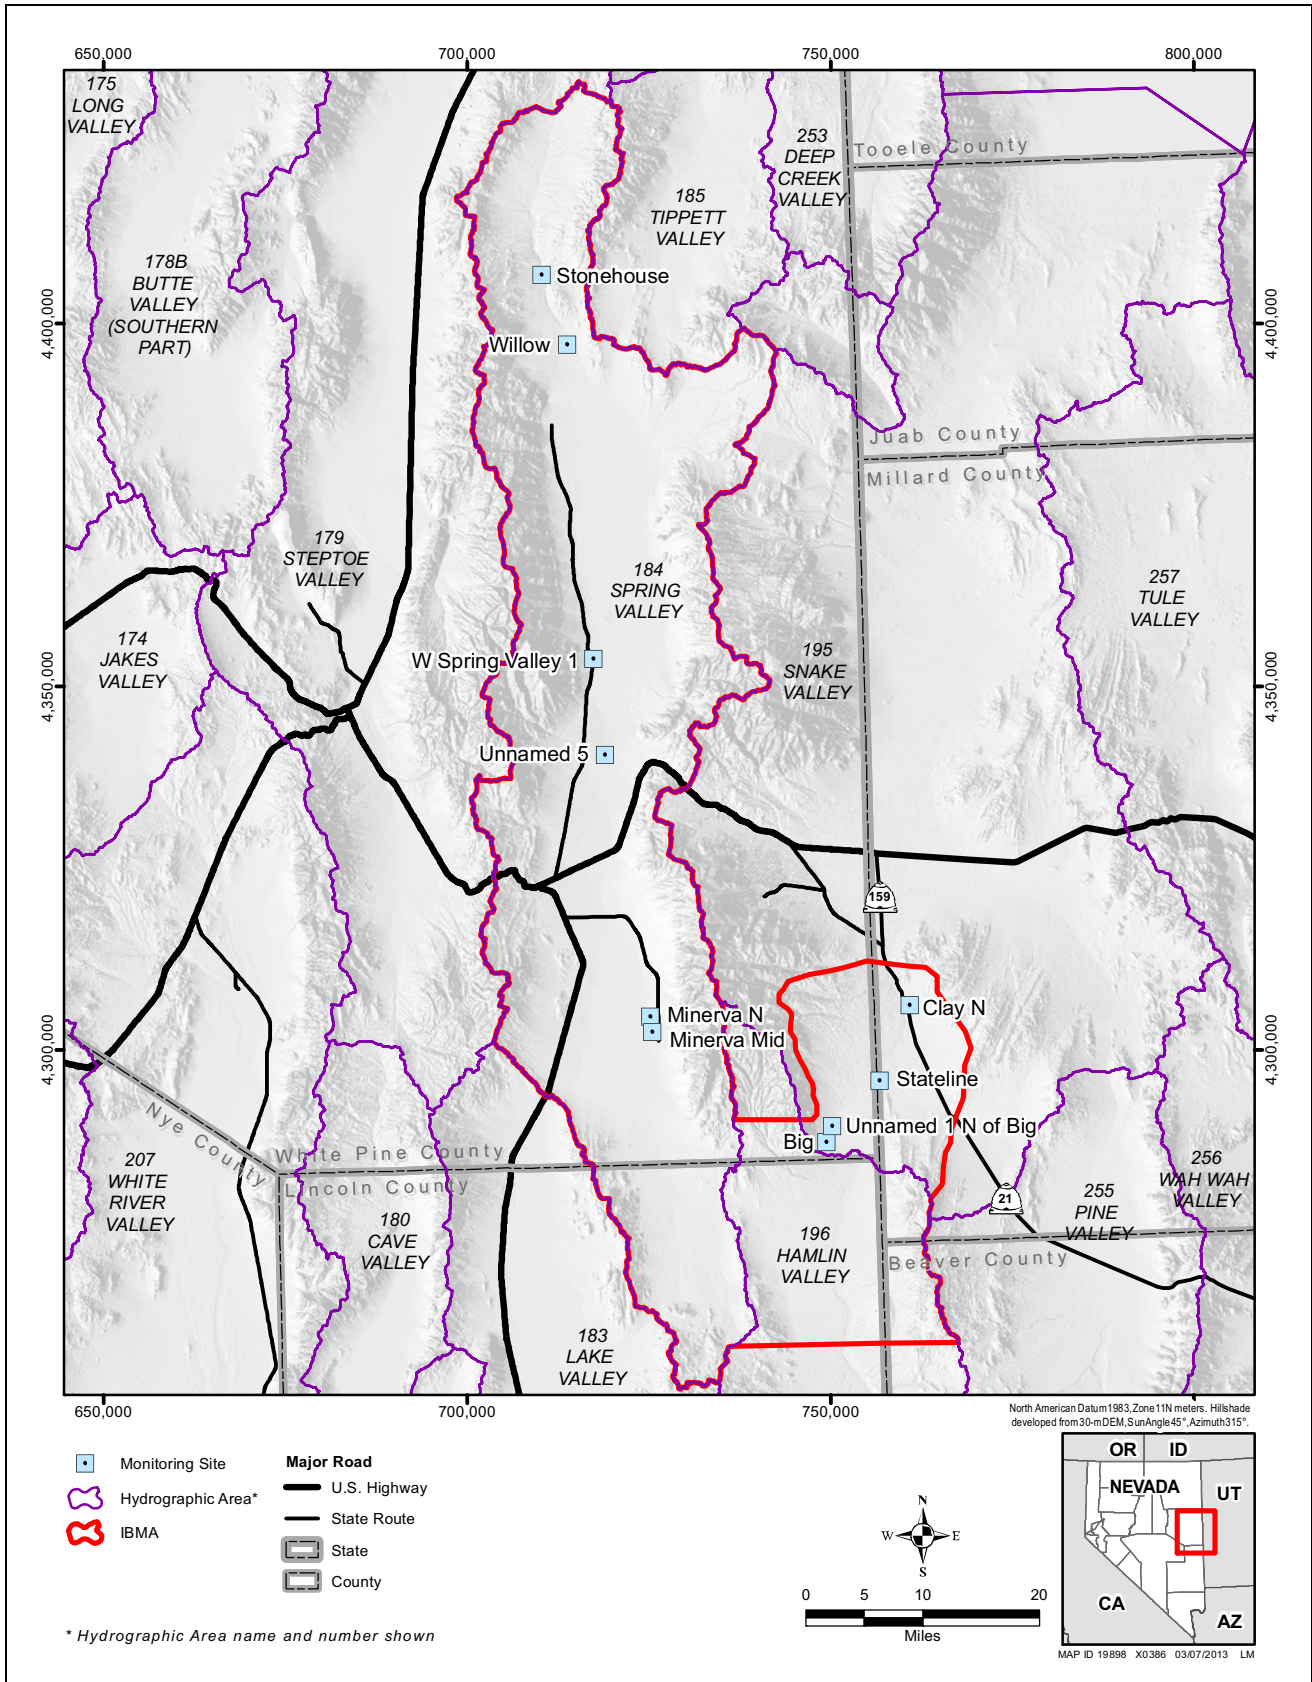 650,000
700,000
750,000
800,000
175
LONG
VALLEY
253
DEEP
CREEK
VALLEY
Tooele County
185
TIPPETT
VALLEY
178B
BUTTE
VALLEY
(SOUTHERN
PART)
Stonehouse
4,400,000
4,400,000
Willow
Juab County
Millard County
179
STEPTOE
VALLEY
184
SPRING
VALLEY
257
TULE
VALLEY
174
JAKES
VALLEY
195
SNAKE
VALLEY
W Spring Valley 1
4,350,000
4,350,000
Unnamed 5
159
Clay N
Minerva N
Minerva Mid
4,300,000
4,300,000
Stateline
Unnamed 1 N of Big
Big
Nye County
White Pine County
Lincoln County
207
WHITE
RIVER
VALLEY
256
WAH WAH
VALLEY
21
255
PINE
VALLEY
180
CAVE
VALLEY
196
HAMLIN
VALLEY
Beaver County
183
LAKE
VALLEY
650,000
700,000
750,000
North American Datum 1983, Zone 11N meters. Hillshade
developed from 30-m DEM, Sun Angle 45°, Azimuth 315°.
Monitoring Site
Hydrographic Area*
IBMA
Major Road
U.S. Highway
State Route
State
County
* Hydrographic Area name and number shown
N
W
E
S
0 5 10 20
Miles
OR
ID
NEVADA
UT
CA
AZ
MAP ID 19898 X0386 03/07/2013 LM